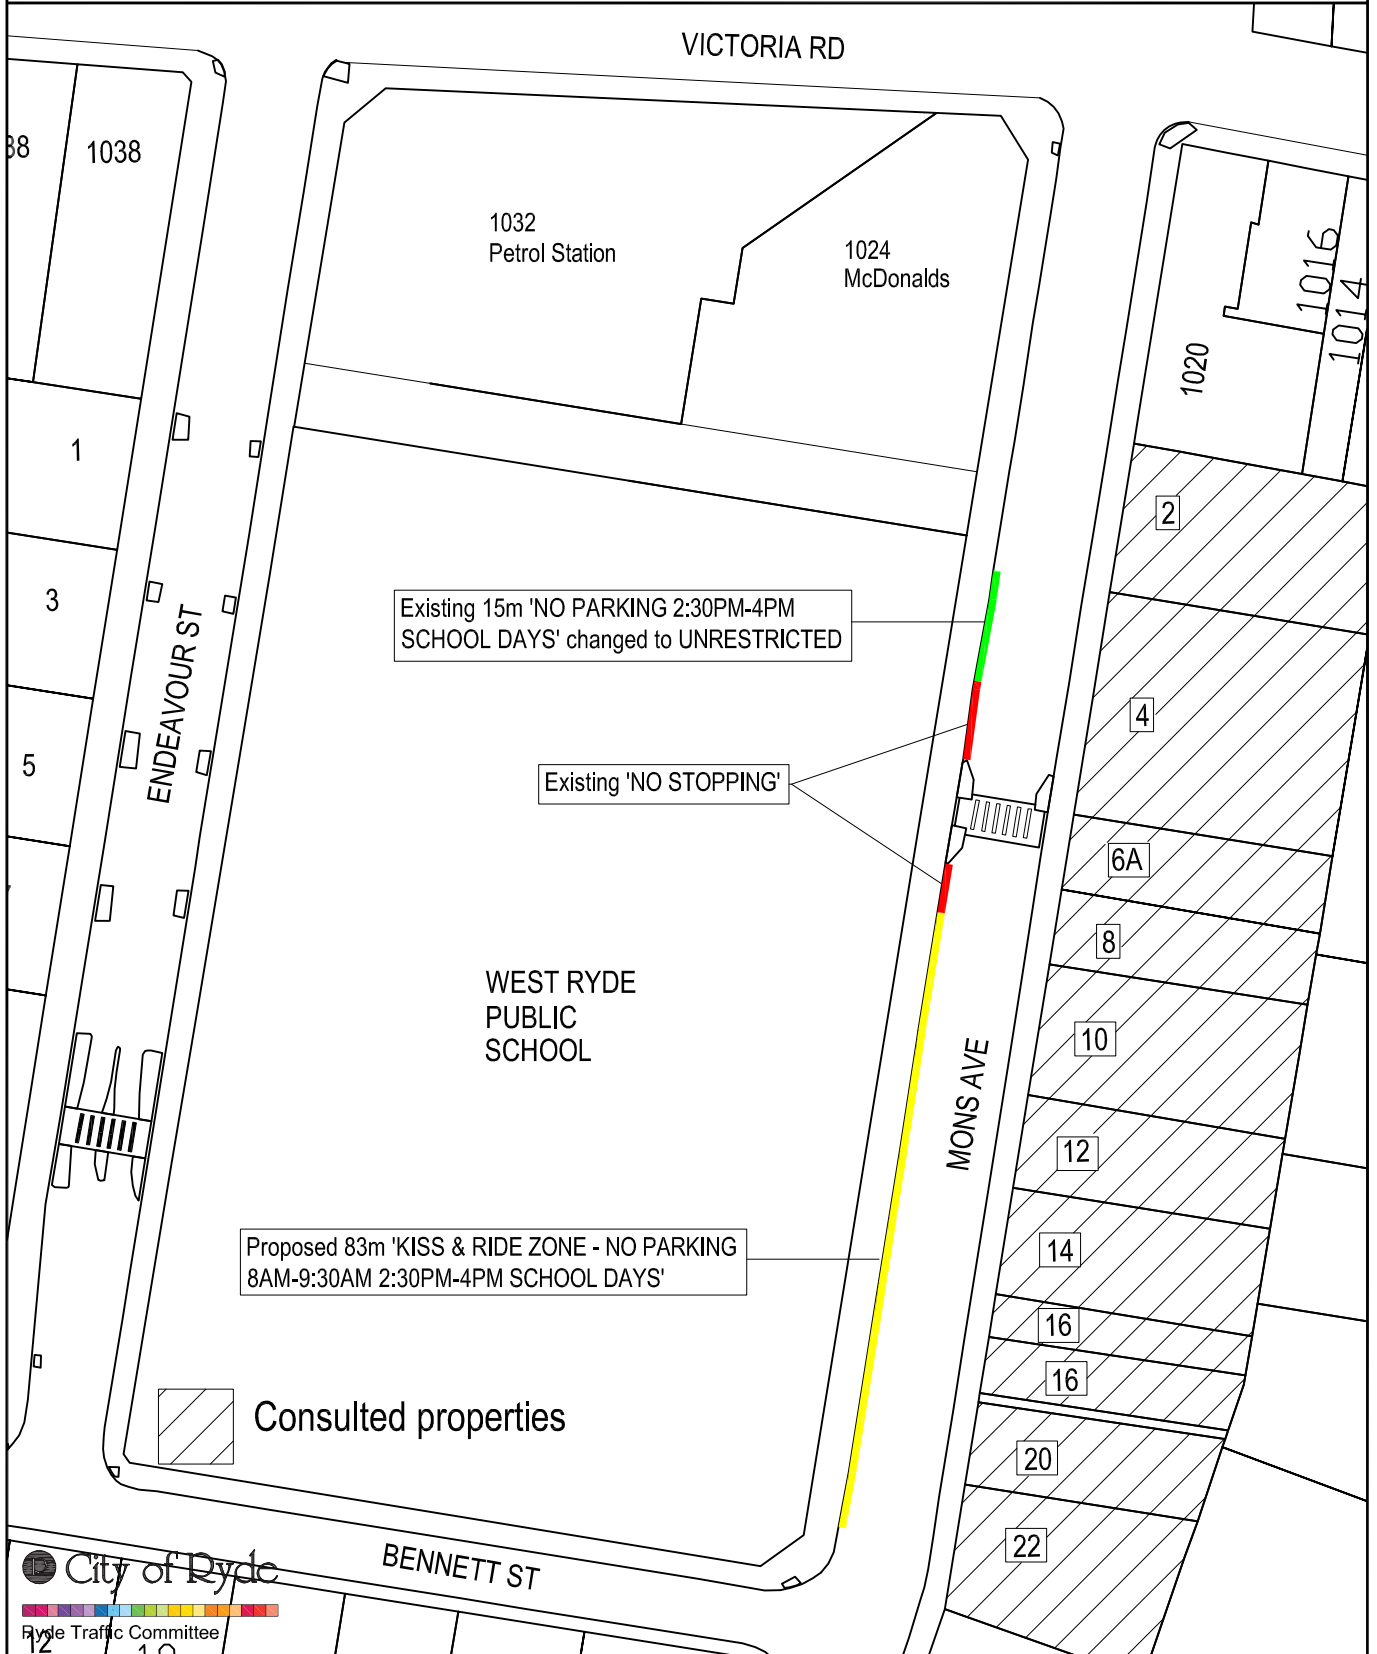 VICTORIA RD
38
1038
1032
Petrol Station
1024
McDonalds
1016
1014
1020
1
2
3
Existing 15m 'NO PARKING 2:30PM-4PM
SCHOOL DAYS' changed to UNRESTRICTED
ENDEAVOUR ST
4
5
Existing 'NO STOPPING'
6A
8
WEST RYDE
PUBLIC
SCHOOL
10
MONS AVE
12
Proposed 83m 'KISS & RIDE ZONE - NO PARKING
8AM-9:30AM 2:30PM-4PM SCHOOL DAYS'
14
16
16
Consulted properties
20
22
BENNETT ST
City of Ryde
Ryde Traffic Committee
12